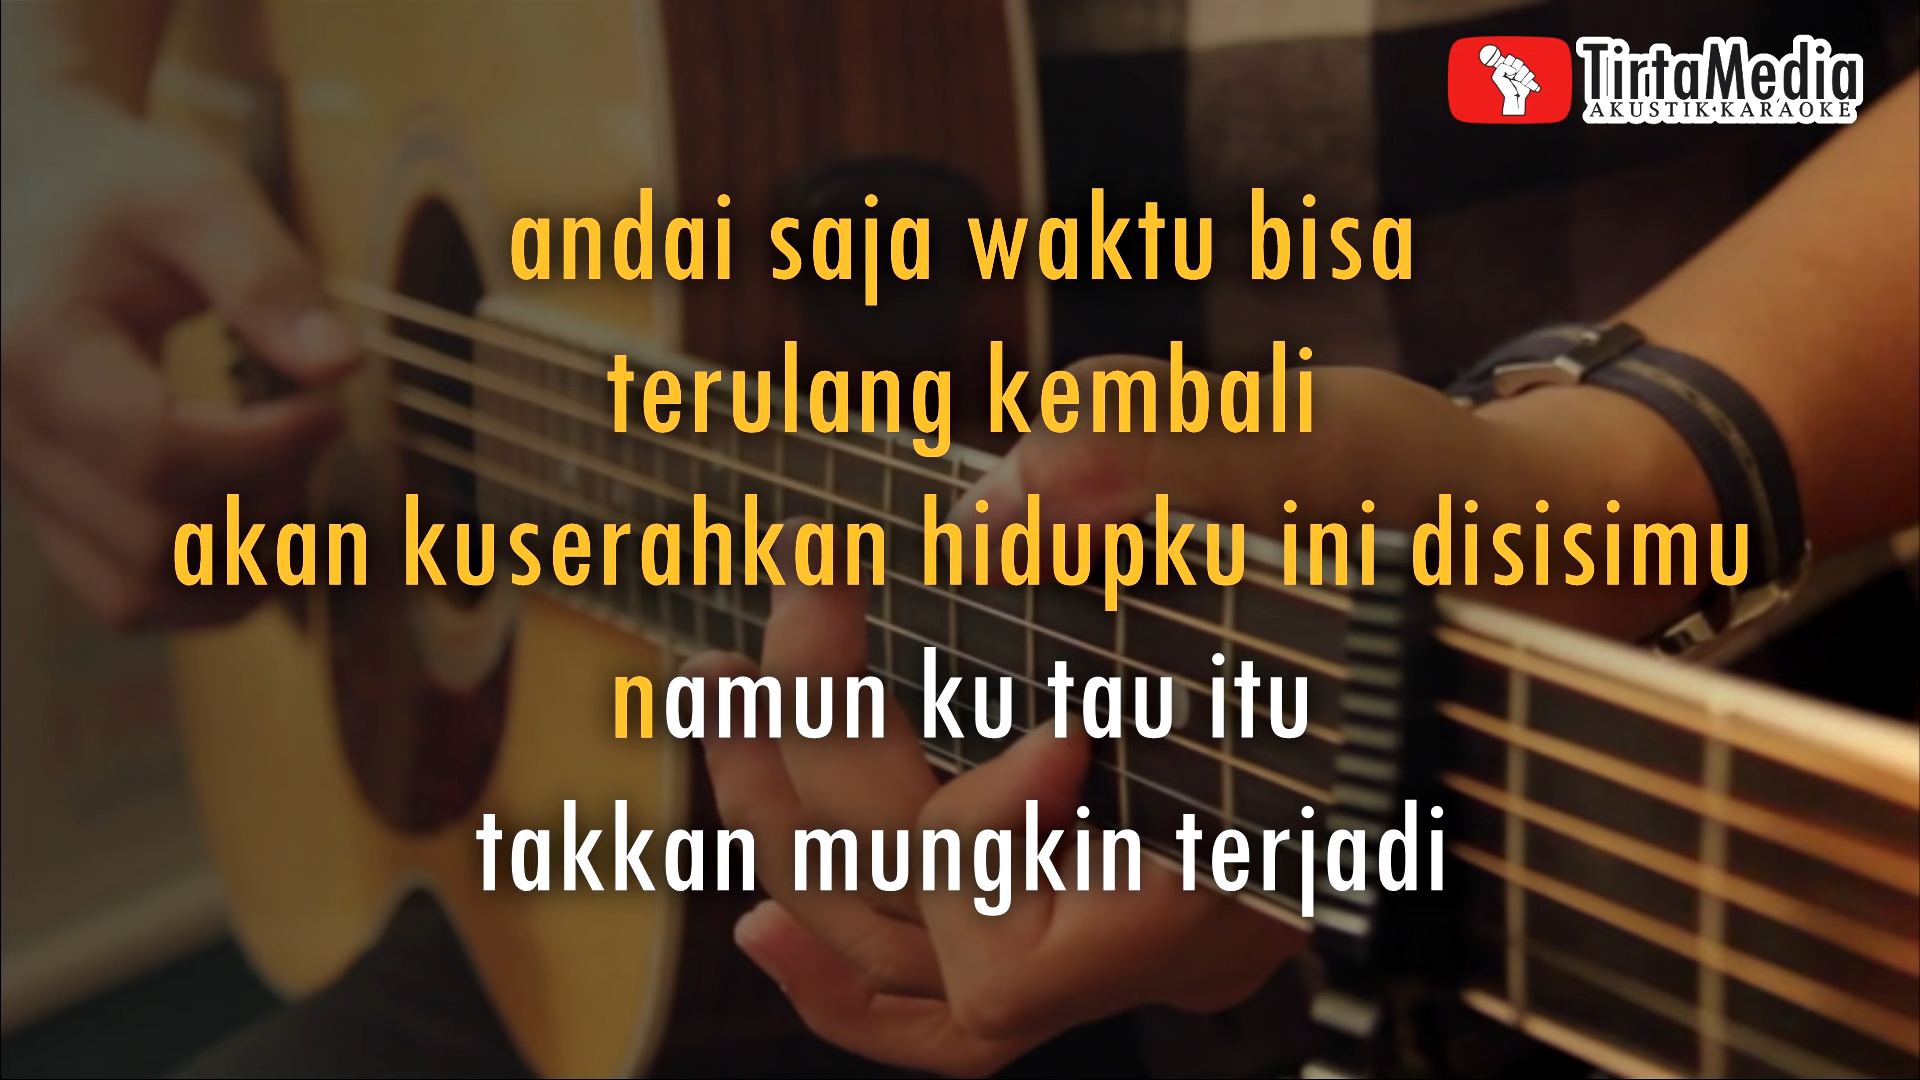 TirtaMedia
AKUSTIK KARAOKE
andai saja waktu bisa
terulang kembali
akan kuserahkan hidupku ini disisimu
namun ku tau itu
takkan mungkin terjadi